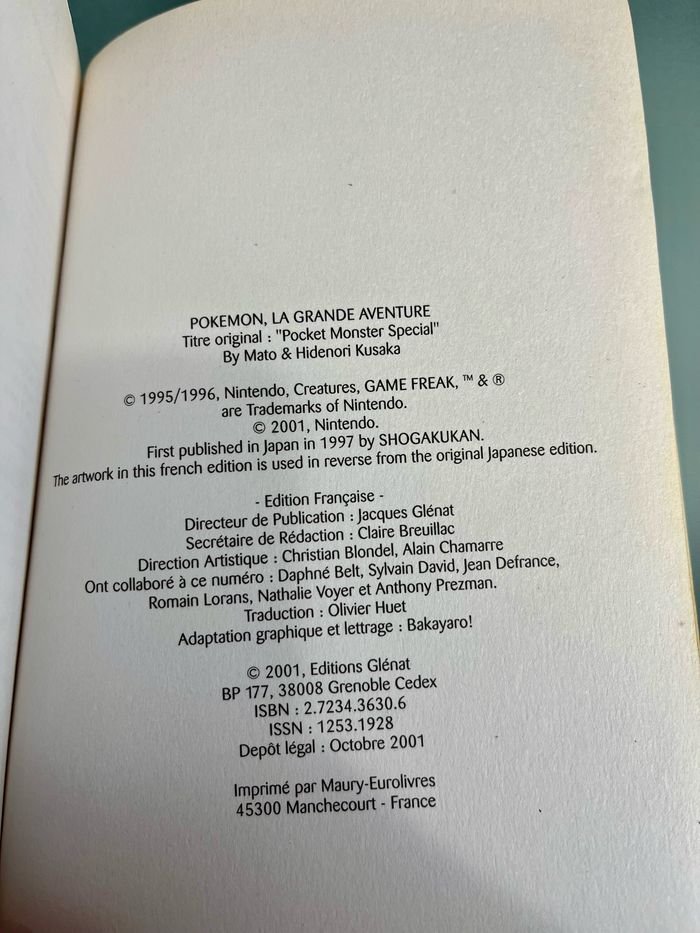 POKEMON, LA GRANDE AVENTURE
Titre original : "Pocket Monster Special"
By Mato & Hidenori Kusaka
© 1995/1996, Nintendo, Creatures, GAME FREAK, ™ & ®
are Trademarks of Nintendo.
© 2001, Nintendo.
First published in Japan in 1997 by SHOGAKUKAN.
The artwork in this french edition is used in reverse from the original Japanese edition.
- Edition Française -
Directeur de Publication : Jacques Glénat
Secrétaire de Rédaction : Claire Breuillac
Direction Artistique : Christian Blondel, Alain Chamarre
Ont collaboré à ce numéro : Daphné Belt, Sylvain David, Jean Defrance,
Romain Lorans, Nathalie Voyer et Anthony Prezman.
Traduction : Olivier Huet
Adaptation graphique et lettrage : Bakayaro!
© 2001, Editions Glénat
BP 177, 38008 Grenoble Cedex
ISBN : 2.7234.3630.6
ISSN : 1253.1928
Depôt légal : Octobre 2001
Imprimé par Maury-Eurolivres
45300 Manchecourt - France